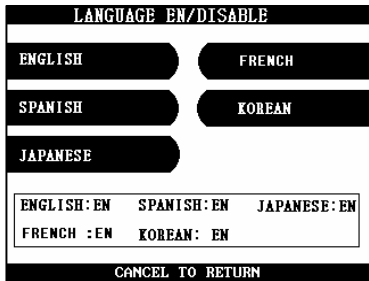 LANGUAGE EN/DISABLE
ENGLISH FRENCH
SPANISH KOREAN
JAPANESE
ENGLISH:EN SPANISH:EN JAPANESE:EN
FRENCH :EN KOREAN: EN
CANCEL TO RETURN